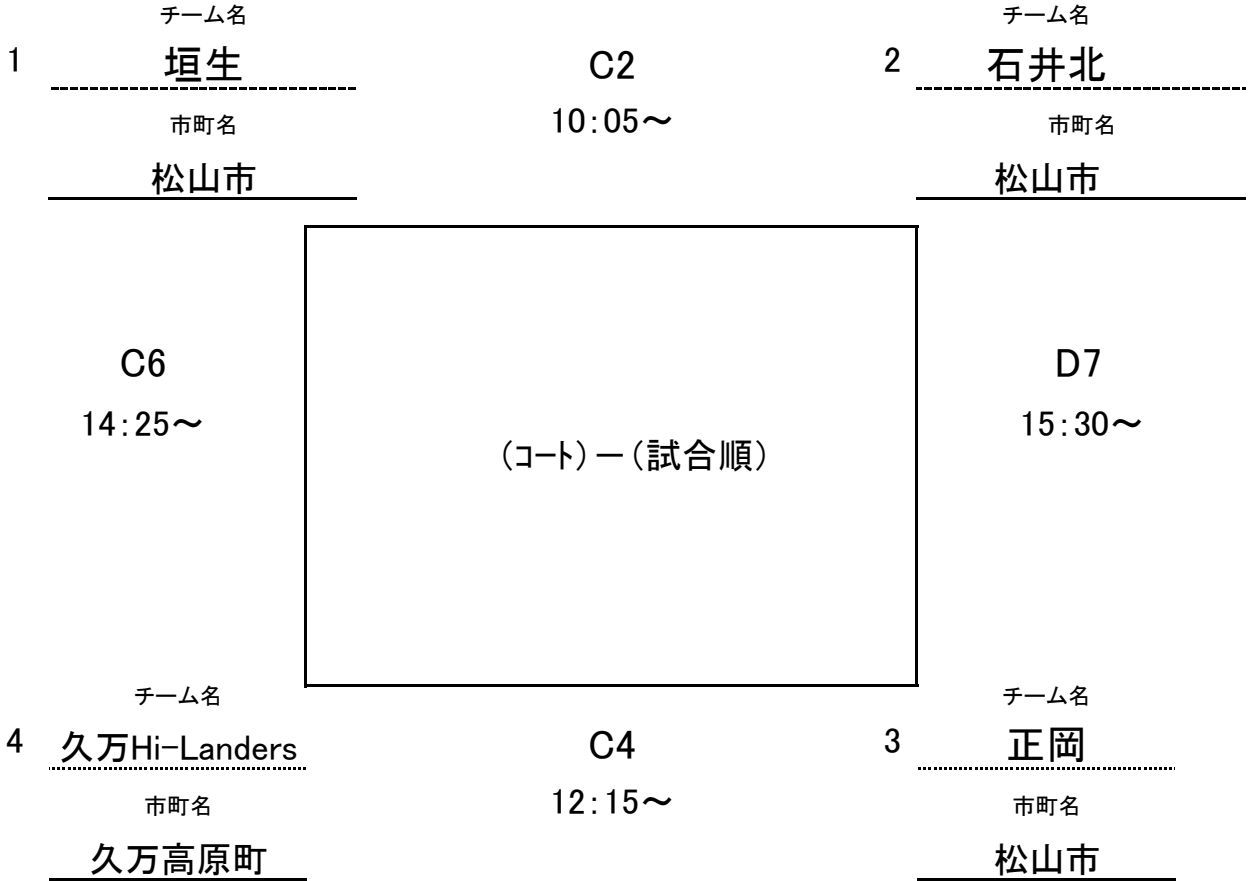 チーム名
チーム名
1
垣生
C2
2
石井北
10:05～
市町名
市町名
松山市
松山市
C6
D7
14:25～
15:30～
(コート)ー(試合順)
チーム名
チーム名
4
久万Hi-Landers
C4
3
正岡
12:15～
市町名
市町名
久万高原町
松山市